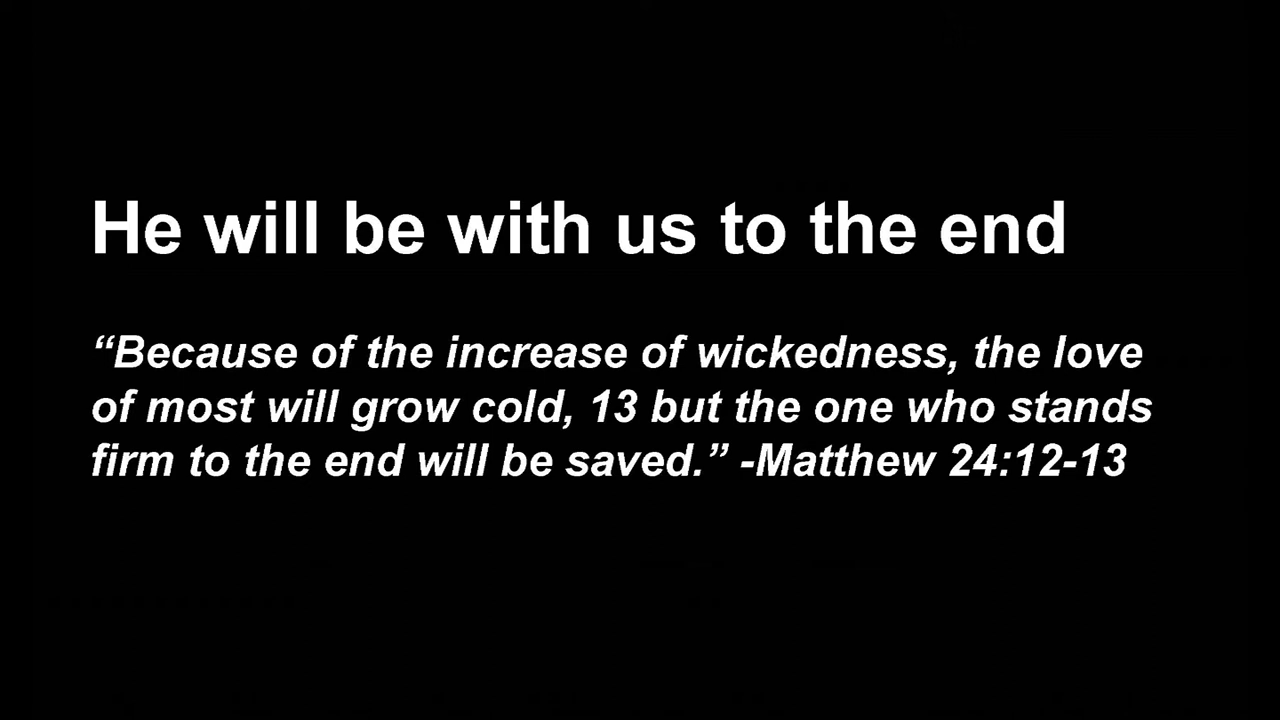 He will be with us to the end
“Because of the increase of wickedness, the love
of most will grow cold, 13 but the one who stands
firm to the end will be saved.” -Matthew 24:12-13